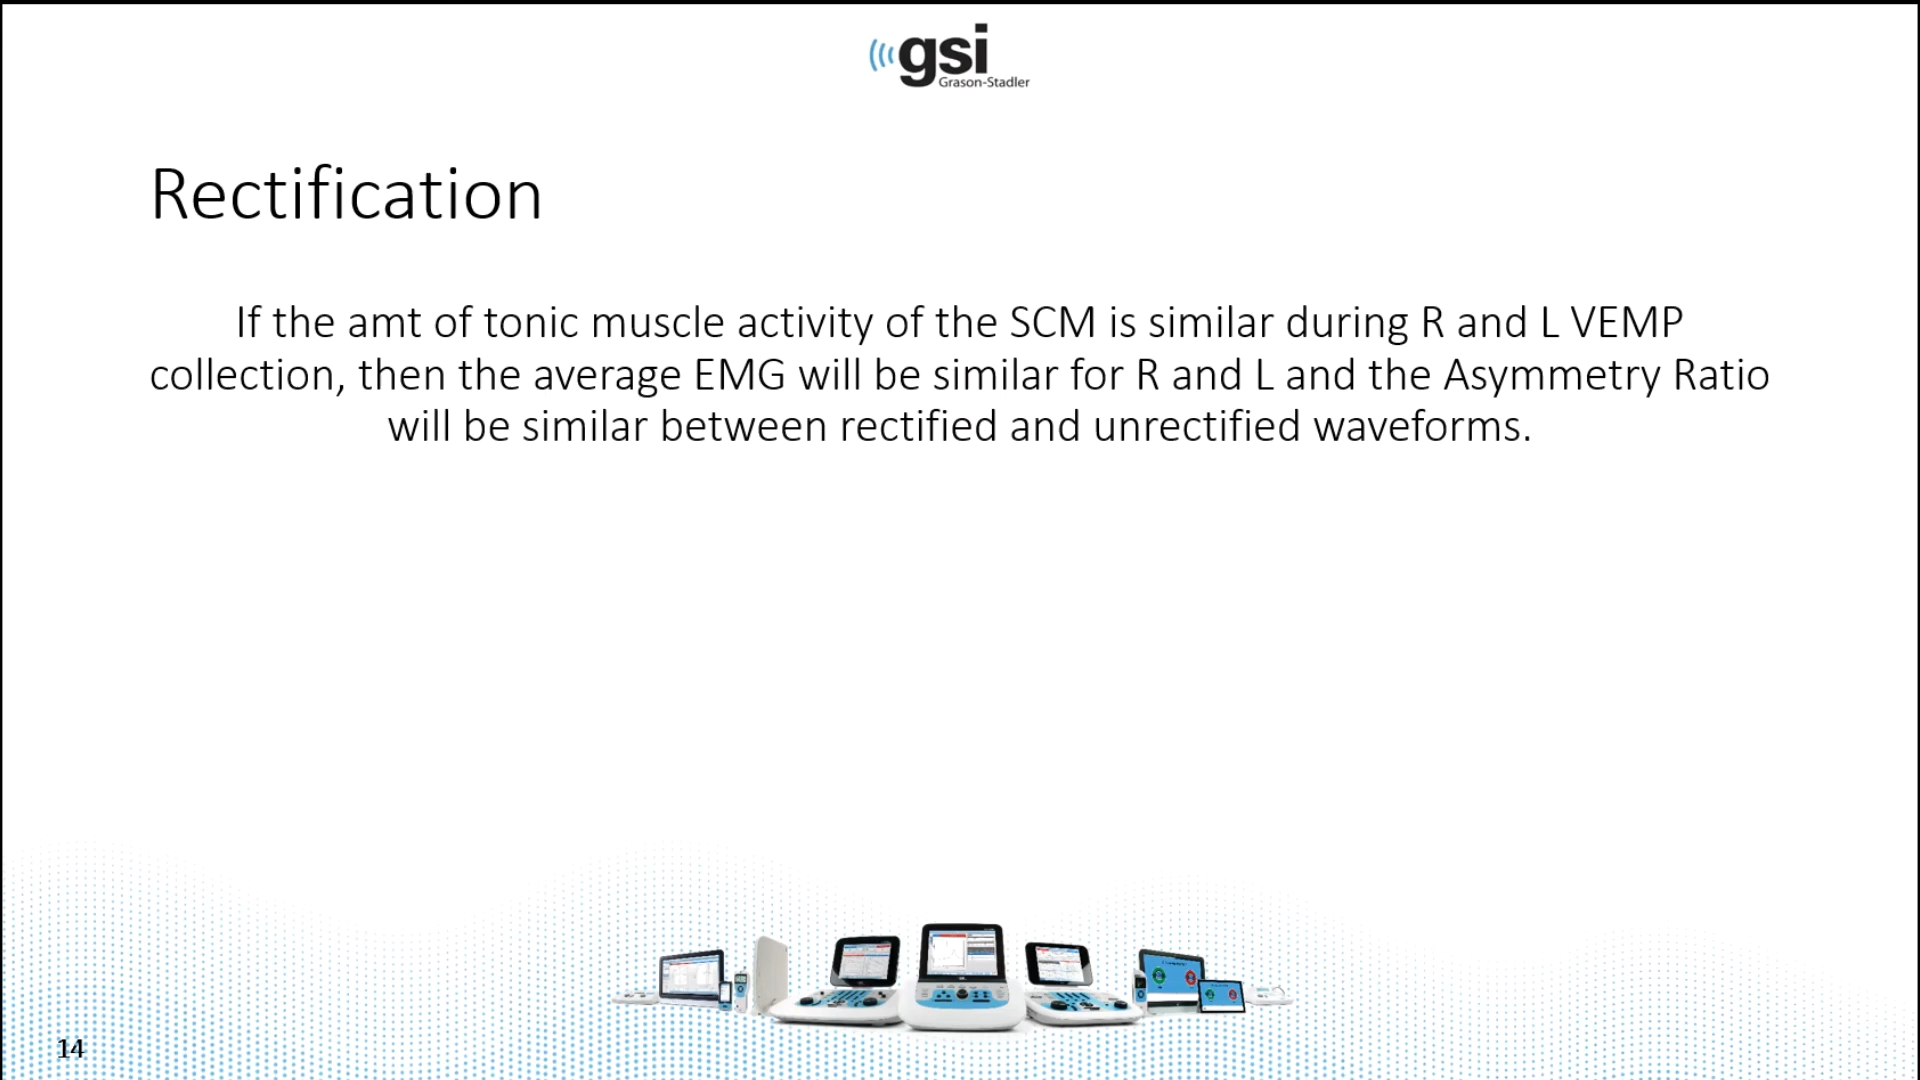 gsi
Grason-Stadler
Rectification
If the amt of tonic muscle activity of the SCM is similar during R and L VEMP
collection, then the average EMG will be similar for R and L and the Asymmetry Ratio
will be similar between rectified and unrectified waveforms.
14